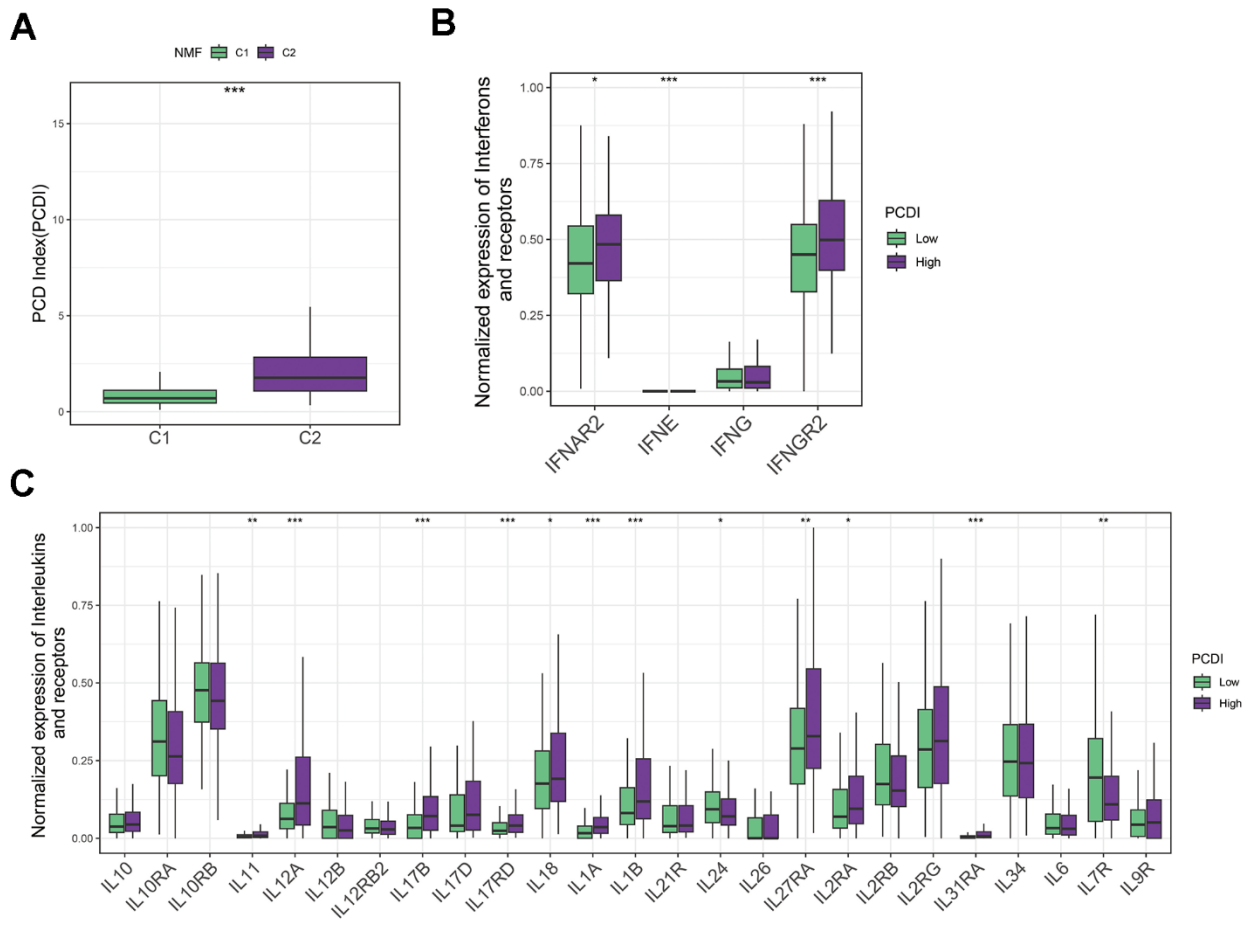 A
NMF C1 C2
***
15
10
5
0
PCD Index(PCDI)
C1 C2
B
* *** ***
1.00
0.75
0.50
0.25
0.00
Normalized expression of Interferons
and receptors
IFNAR2 IFNE IFNG IFNGR2
PCDI
Low
High
C
** *** *** *** * *** *** * ** * *** **
1.00
0.75
0.50
0.25
0.00
Normalized expression of Interleukins
and receptors
IL10 IL10RA IL10RB IL11 IL12A IL12B IL12RB2 IL17B IL17D IL17RD IL18 IL1A IL1B IL21R IL24 IL26 IL27RA IL2RA IL2RB IL2RG IL31RA IL34 IL6 IL7R IL9R
PCDI
Low
High